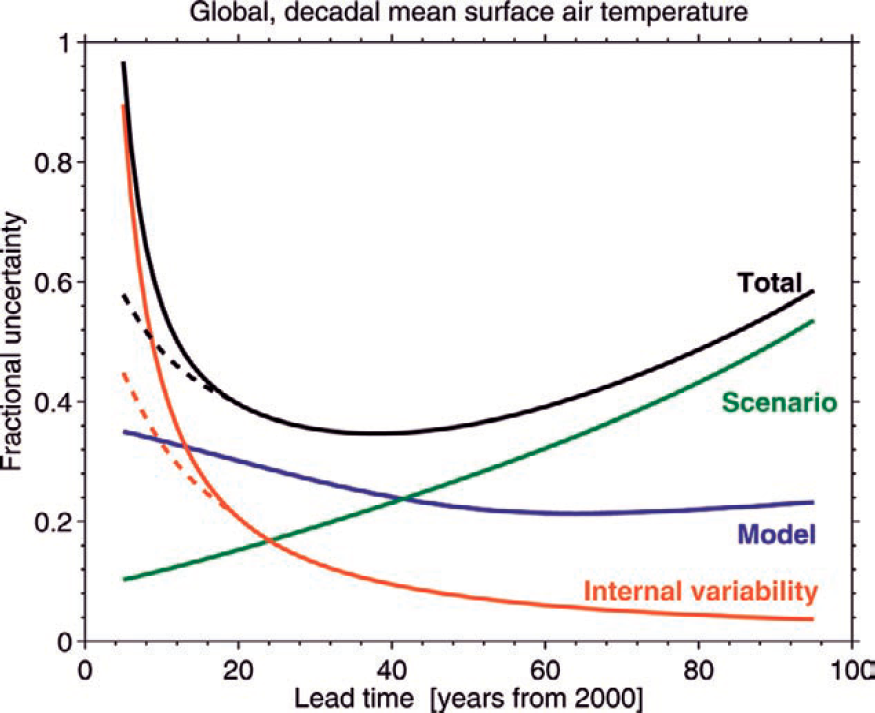 Global, decadal mean surface air temperature
1
0.8
0.6
0.4
0.2
0
Fractional uncertainty
Total
Scenario
Model
Internal variability
0 20 40 60 80 100
Lead time [years from 2000]